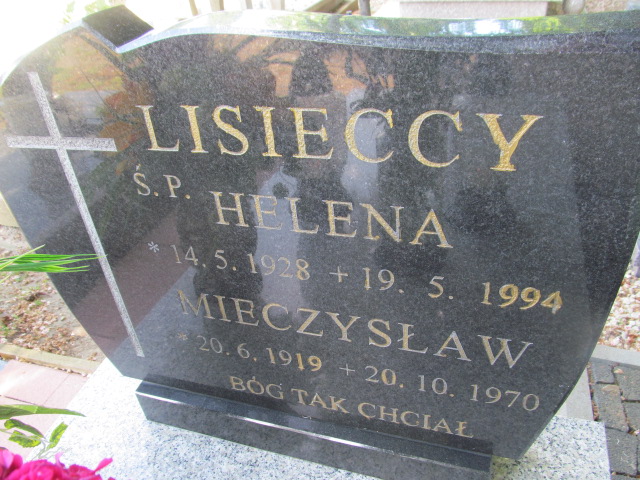 LISIECCY
Ś.P. HELENA
* 14.5.1928 + 19.5.1994
MIECZYSŁAW
* 20.6.1919 + 20.10.1970
BÓG TAK CHCIAŁ